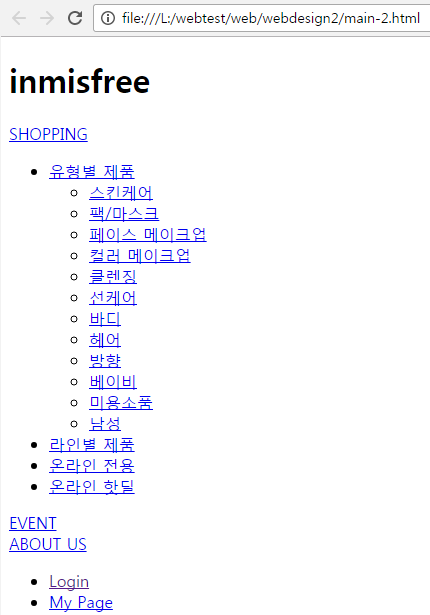 file:///L:/webtest/web/webdesign2/main-2.html
inmisfree
SHOPPING
유형별 제품
스킨케어
팩/마스크
페이스 메이크업
컬러 메이크업
클렌징
선케어
바디
헤어
방향
베이비
미용소품
남성
라인별 제품
온라인 전용
온라인 핫딜
EVENT
ABOUT US
Login
My Page